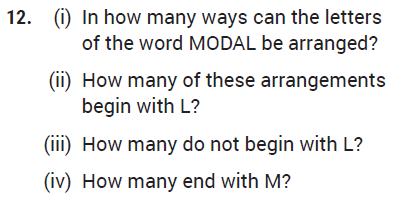 12. (i) In how many ways can the letters
of the word MODAL be arranged?
(ii) How many of these arrangements
begin with L?
(iii) How many do not begin with L?
(iv) How many end with M?